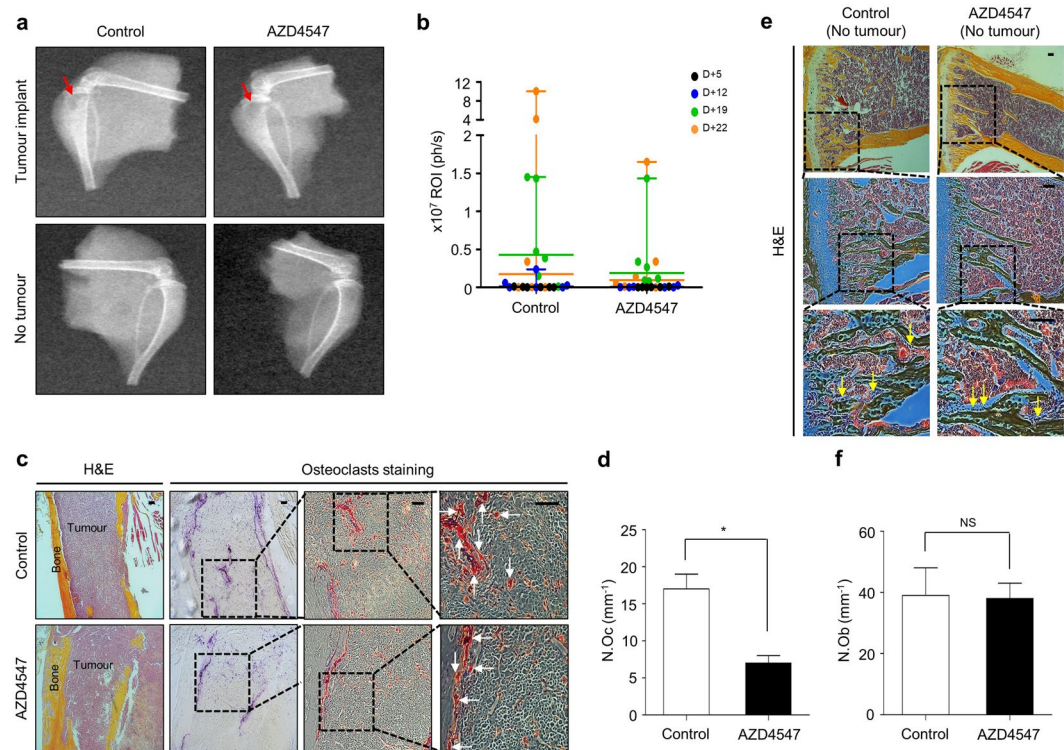 a
Control
AZD4547
Tumour implant
No tumour
b
x10⁷ ROI (ph/s)
12
8
4
2
1.5
1
0.5
0
Control
AZD4547
D+5
D+12
D+19
D+22
e
Control
(No tumour)
AZD4547
(No tumour)
H&E
c
H&E
Osteoclasts staining
Control
Tumour
Bone
AZD4547
Tumour
Bone
d
N.Oc (mm⁻¹)
25
20
15
10
5
0
*
Control
AZD4547
f
N.Ob (mm⁻¹)
60
40
20
0
NS
Control
AZD4547